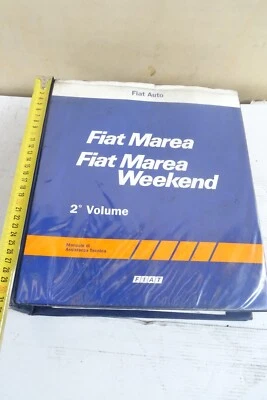 Fiat Auto
Fiat Marea
Fiat Marea
Weekend
2° Volume
Manuale di
Assistenza Tecnica
FIAT